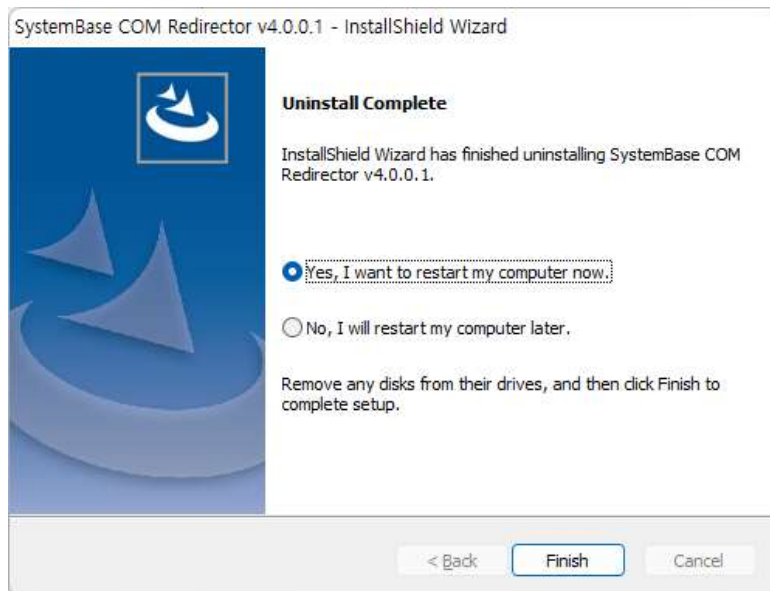 SystemBase COM Redirector v4.0.0.1 - InstallShield Wizard
Uninstall Complete
InstallShield Wizard has finished uninstalling SystemBase COM
Redirector v4.0.0.1.
Yes, I want to restart my computer now.
No, I will restart my computer later.
Remove any disks from their drives, and then click Finish to
complete setup.
< Back Finish Cancel